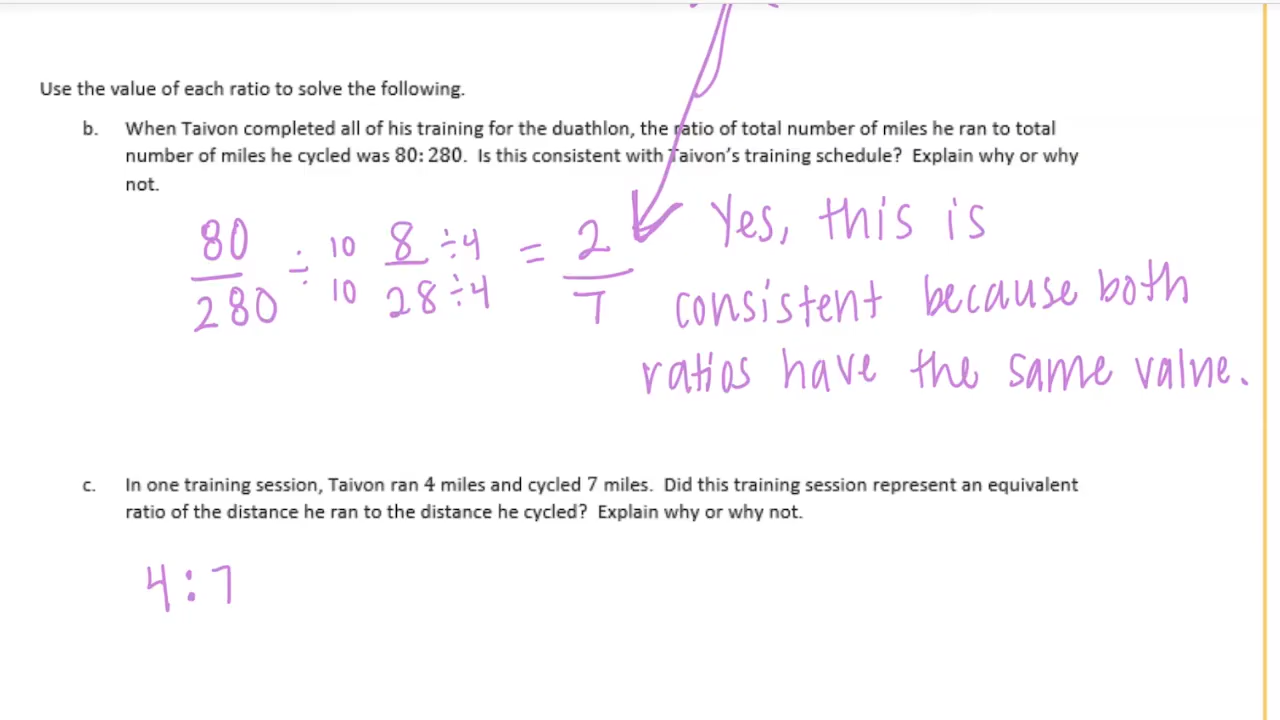 Use the value of each ratio to solve the following.
b. When Taivon completed all of his training for the duathlon, the ratio of total number of miles he ran to total
number of miles he cycled was 80: 280. Is this consistent with Taivon's training schedule? Explain why or why
not.
80/280 ÷ 10/10 8÷4/28÷4 = 2/7 Yes, this is
consistent because both
ratios have the same value.
c. In one training session, Taivon ran 4 miles and cycled 7 miles. Did this training session represent an equivalent
ratio of the distance he ran to the distance he cycled? Explain why or why not.
4:7